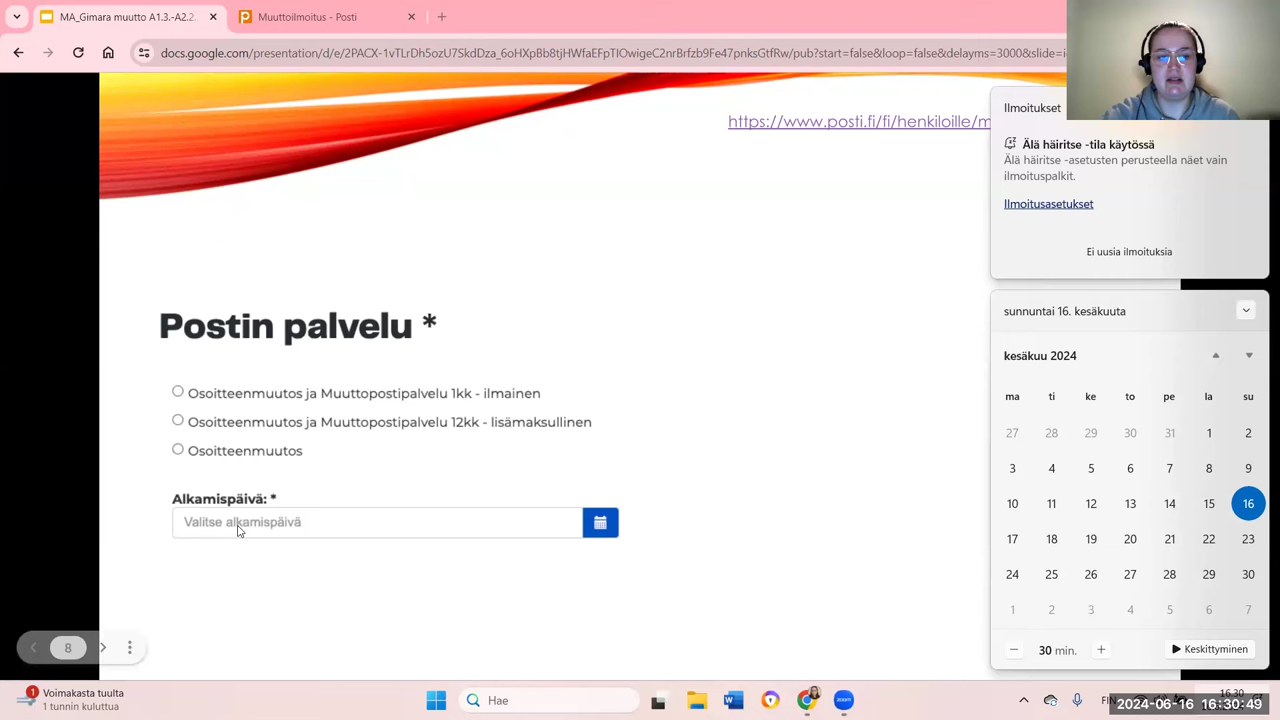 MA_Gimara muutto A1.3.-A2.2.
Muuttoilmoitus - Posti
docs.google.com/presentation/d/e/2PACX-1vTLrDh5ozU7SkdDza_6oHXpBb8tjHWfaEFpTIOwigeC2nrBrfzb9Fe47pnksGtfRw/pub?start=false&loop=false&delayms=3000&slide=i
https://www.posti.fi/fi/henkiloille/m
Postin palvelu *
Osoitteenmuutos ja Muuttopostipalvelu 1kk - ilmainen
Osoitteenmuutos ja Muuttopostipalvelu 12kk - lisämaksullinen
Osoitteenmuutos
Alkamispäivä: *
Valitse alkamispäivä
8
Ilmoitukset
Älä häiritse -tila käytössä
Älä häiritse -asetusten perusteella näet vain
ilmoituspalkit.
Ilmoitusasetukset
Ei uusia ilmoituksia
sunnuntai 16. kesäkuuta
kesäkuu 2024
ma ti ke to pe la su
27 28 29 30 31 1 2
3 4 5 6 7 8 9
10 11 12 13 14 15 16
17 18 19 20 21 22 23
24 25 26 27 28 29 30
1 2 3 4 5 6 7
30 min.
Keskittyminen
1
Voimakasta tuulta
1 tunnin kuluttua
Hae
zoom
FIN
16.30
2024-06-16 16:30:49